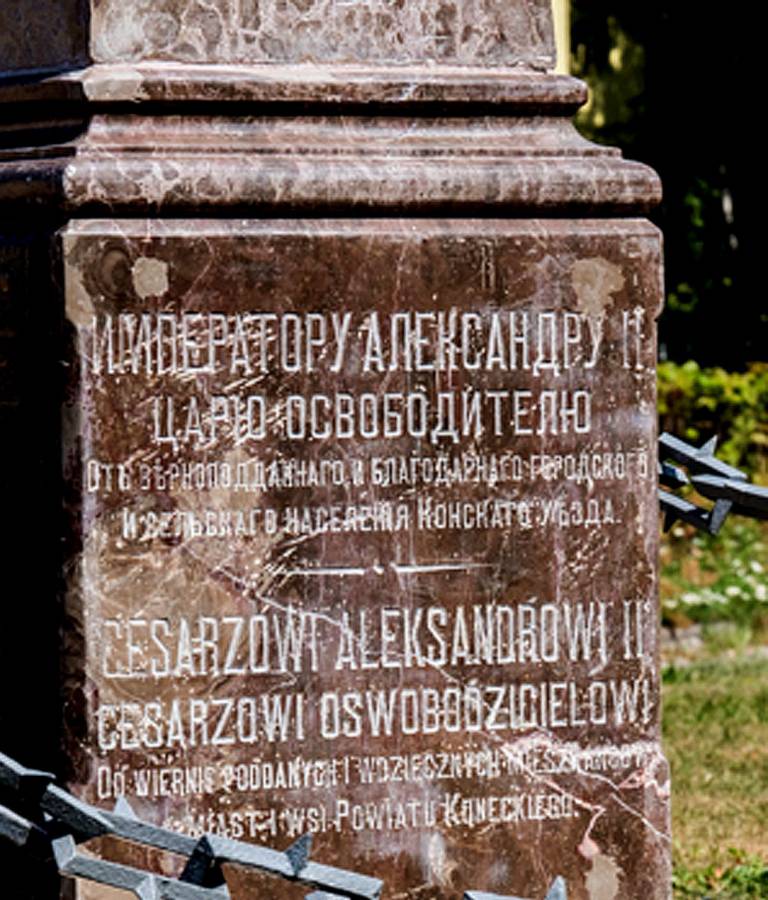 ИМПЕРАТОРУ АЛЕКСАНДРУ II
ЦАРЮ ОСВОБОДИТЕЛЮ
ОТЪ ВѢРНОПОДДАННАГО И БЛАГОДАРНАГО ГОРОДСКОГО
И СЕЛЬСКАГО НАСЕЛЕНІЯ КОНСКАГО УѢЗДА.
CESARZOWI ALEKSANDROWI II
CESARZOWI OSWOBODZICIELOWI
OD WIERNIE PODDANYCH I WDZIECZNYCH MIESZKAŃCÓW
MIAST I WSI POWIATU KONECKIEGO.